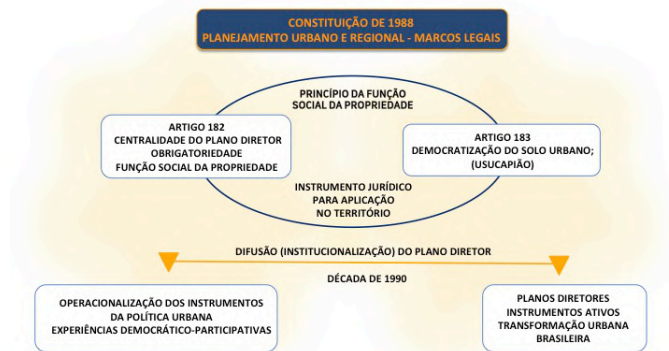 CONSTITUIÇÃO DE 1988
PLANEJAMENTO URBANO E REGIONAL - MARCOS LEGAIS
PRINCÍPIO DA FUNÇÃO
SOCIAL DA PROPRIEDADE
ARTIGO 182
CENTRALIDADE DO PLANO DIRETOR
OBRIGATORIEDADE
FUNÇÃO SOCIAL DA PROPRIEDADE
ARTIGO 183
DEMOCRATIZAÇÃO DO SOLO URBANO;
(USUCAPIÃO)
INSTRUMENTO JURÍDICO
PARA APLICAÇÃO
NO TERRITÓRIO
DIFUSÃO (INSTITUCIONALIZAÇÃO) DO PLANO DIRETOR
DÉCADA DE 1990
OPERACIONALIZAÇÃO DOS INSTRUMENTOS
DA POLÍTICA URBANA
EXPERIÊNCIAS DEMOCRÁTICO-PARTICIPATIVAS
PLANOS DIRETORES
INSTRUMENTOS ATIVOS
TRANSFORMAÇÃO URBANA
BRASILEIRA